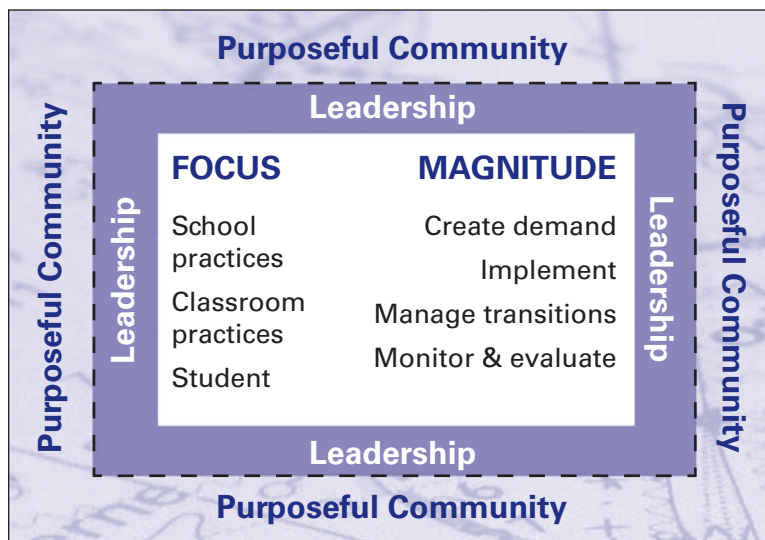 Purposeful Community
Leadership
Purposeful Community
Leadership
FOCUS
School
practices
Classroom
practices
Student
MAGNITUDE
Create demand
Implement
Manage transitions
Monitor & evaluate
Leadership
Purposeful Community
Leadership
Purposeful Community